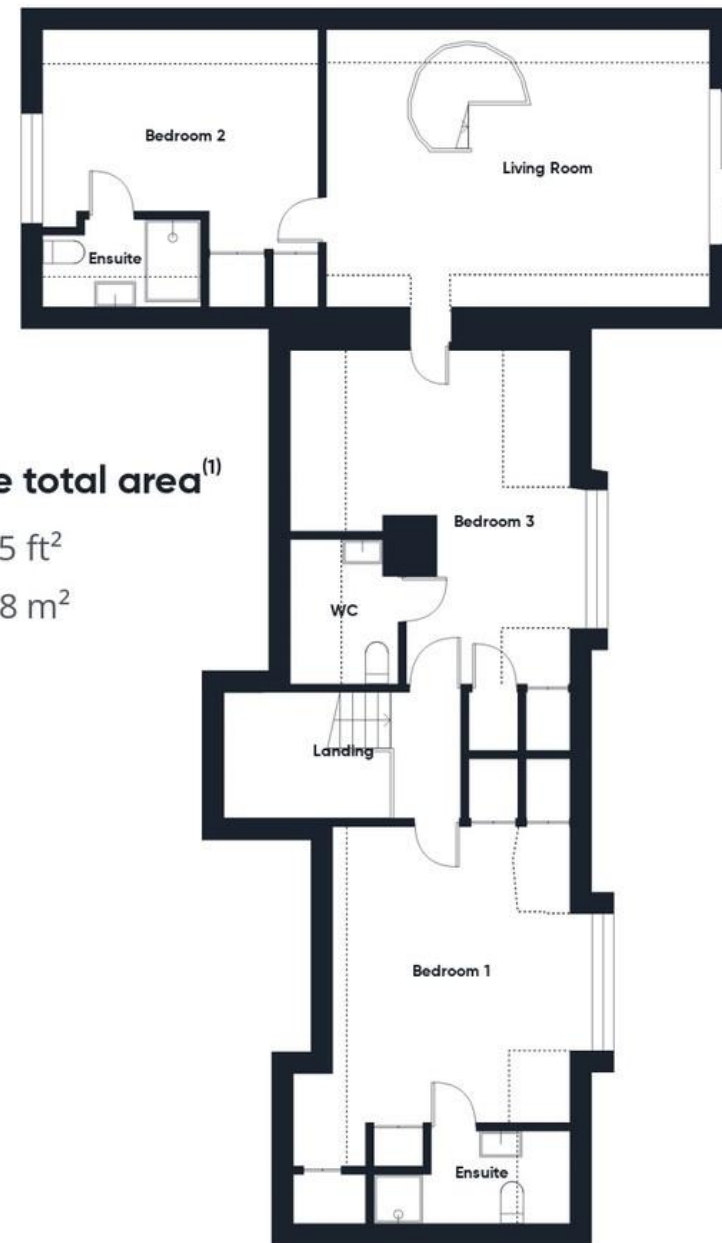 Bedroom 2
Living Room
Ensuite
e total area(1)
5 ft²
8 m²
Bedroom 3
WC
Landing
Bedroom 1
Ensuite